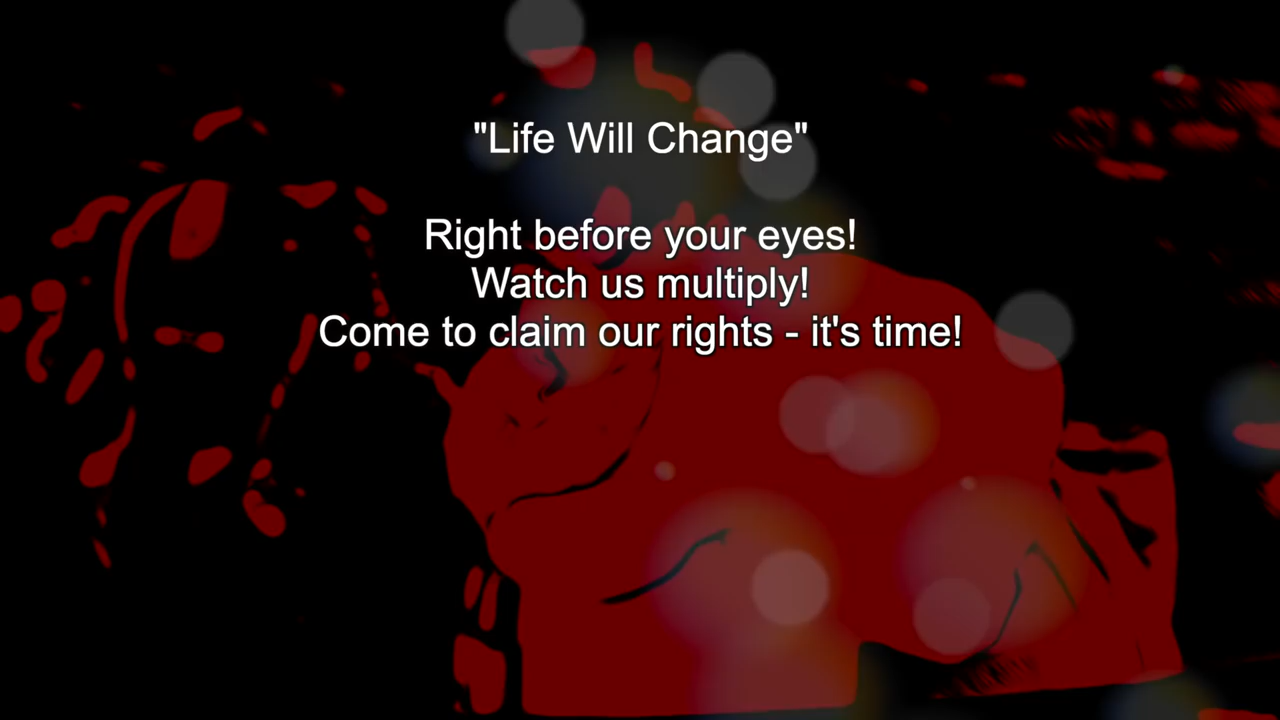 "Life Will Change"
Right before your eyes!
Watch us multiply!
Come to claim our rights - it's time!